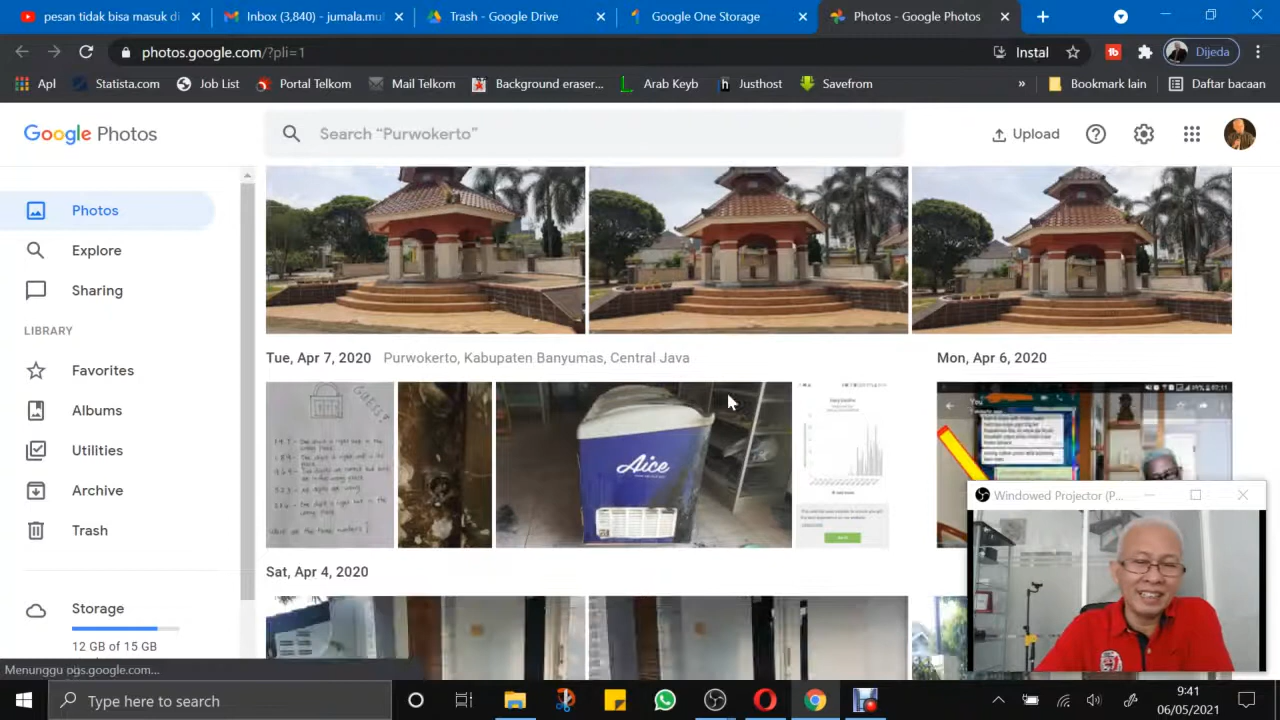 pesan tidak bisa masuk di
Inbox (3,840) - jumala.mul
Trash - Google Drive
Google One Storage
Photos - Google Photos
photos.google.com/?pli=1
Instal
Dijeda
Apl
Statista.com
Job List
Portal Telkom
Mail Telkom
Background eraser...
Arab Keyb
Justhost
Savefrom
»
Bookmark lain
Daftar bacaan
Google Photos
Search “Purwokerto”
Upload
Photos
Explore
Sharing
LIBRARY
Favorites
Albums
Utilities
Archive
Trash
Storage
12 GB of 15 GB
Tue, Apr 7, 2020
Purwokerto, Kabupaten Banyumas, Central Java
Mon, Apr 6, 2020
Aice
You
Sat, Apr 4, 2020
Windowed Projector (P...
Menunggu ogs.google.com...
Type here to search
9:41
06/05/2021